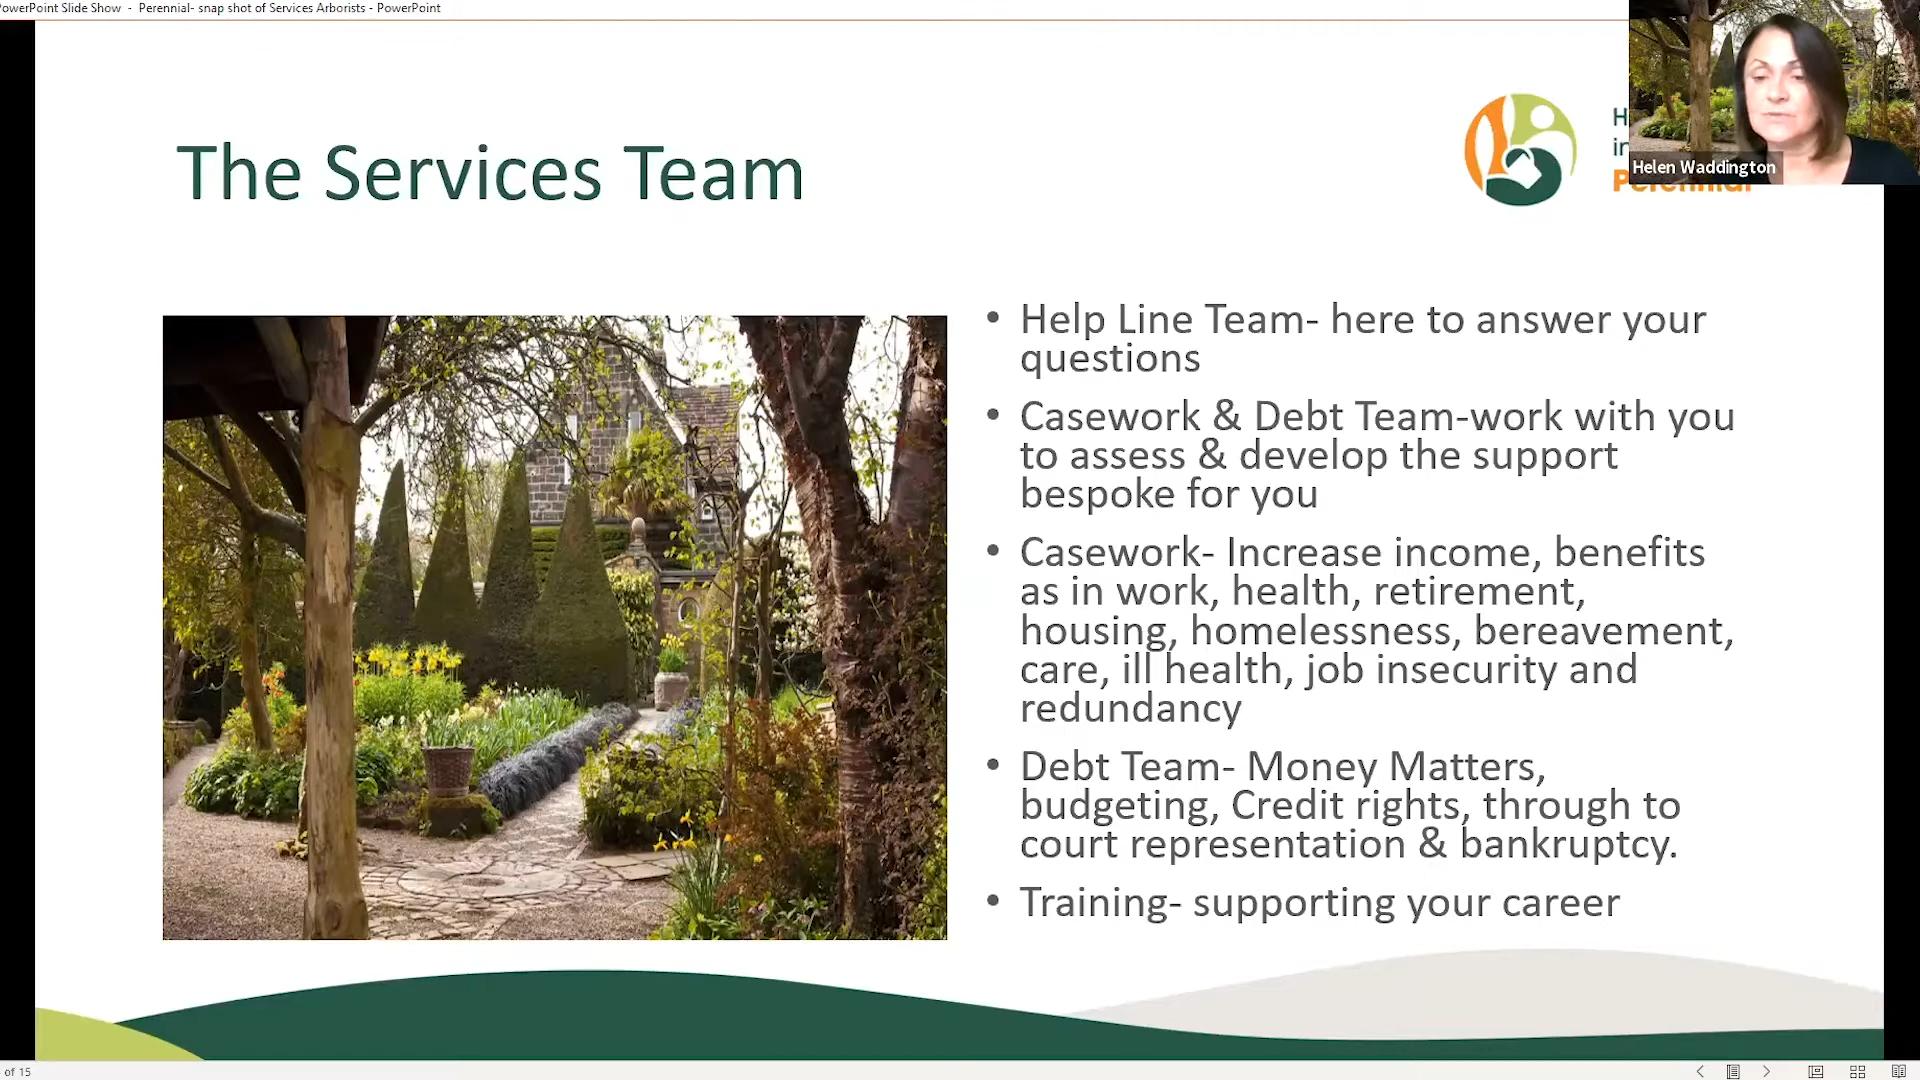 PowerPoint Slide Show - Perennial- snap shot of Services Arborists - PowerPoint
The Services Team
Helen Waddington
Perennial
• Help Line Team- here to answer your
questions
• Casework & Debt Team-work with you
to assess & develop the support
bespoke for you
• Casework- Increase income, benefits
as in work, health, retirement,
housing, homelessness, bereavement,
care, ill health, job insecurity and
redundancy
• Debt Team- Money Matters,
budgeting, Credit rights, through to
court representation & bankruptcy.
• Training- supporting your career
of 15